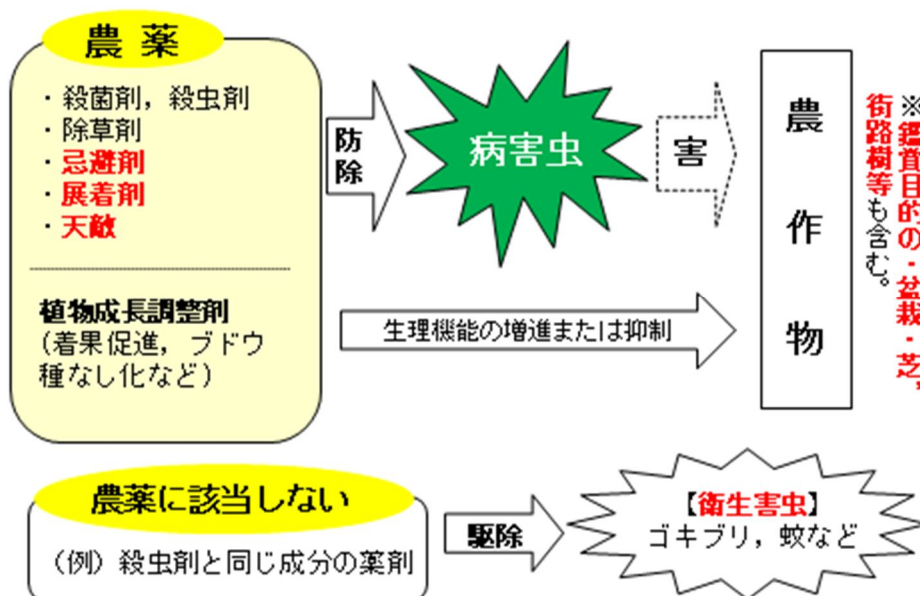 農薬
・殺菌剤，殺虫剤
・除草剤
・忌避剤
・展着剤
・天敵
植物成長調整剤
（着果促進，ブドウ
種なし化など）
防除
病害虫
害
農作物
※鑑賞目的の・盆栽・芝，
街路樹等も含む。
生理機能の増進または抑制
農薬に該当しない
（例）殺虫剤と同じ成分の薬剤
駆除
【衛生害虫】
ゴキブリ，蚊など